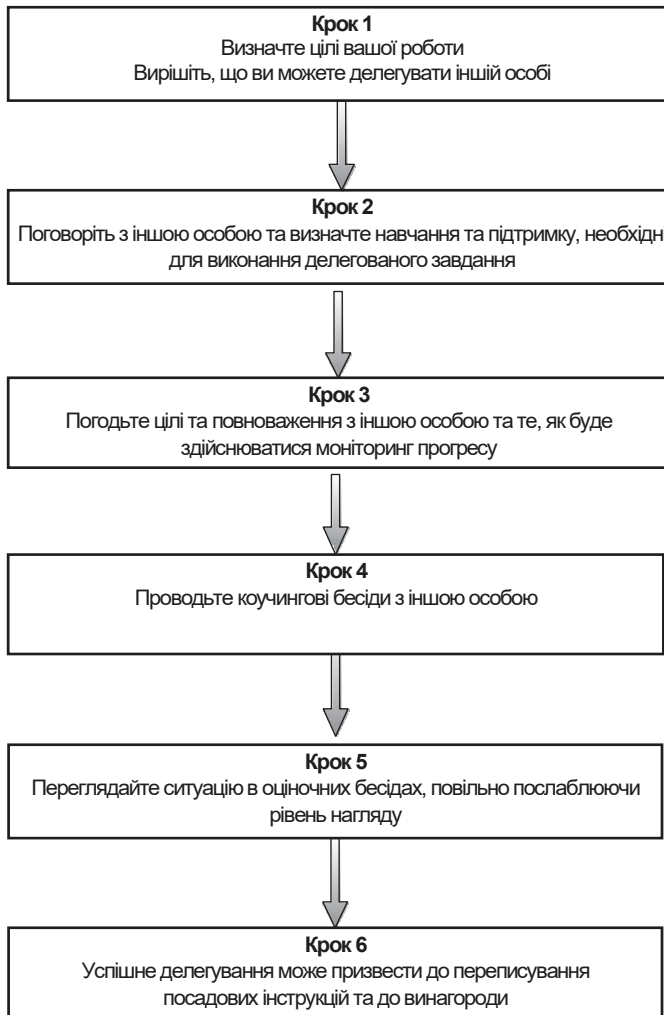 Крок 1
Визначте цілі вашої роботи
Вирішіть, що ви можете делегувати іншій особі
Крок 2
Поговоріть з іншою особою та визначте навчання та підтримку, необхідн
для виконання делегованого завдання
Крок 3
Погодьте цілі та повноваження з іншою особою та те, як буде
здійснюватися моніторинг прогресу
Крок 4
Проводьте коучингові бесіди з іншою особою
Крок 5
Переглядайте ситуацію в оціночних бесідах, повільно послаблюючи
рівень нагляду
Крок 6
Успішне делегування може призвести до переписування
посадових інструкцій та до винагороди